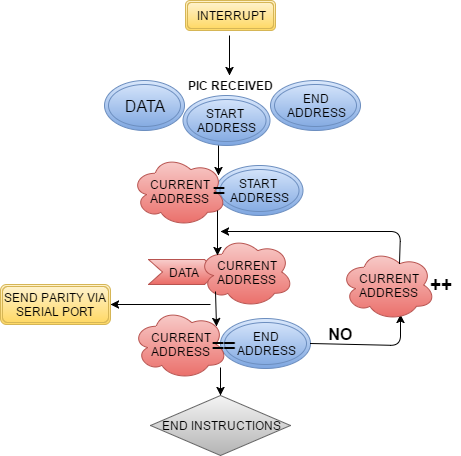 INTERRUPT
PIC RECEIVED
DATA
START
ADDRESS
END
ADDRESS
CURRENT
ADDRESS
=
START
ADDRESS
DATA
CURRENT
ADDRESS
CURRENT
ADDRESS
++
SEND PARITY VIA
SERIAL PORT
CURRENT
ADDRESS
==
END
ADDRESS
NO
END INSTRUCTIONS